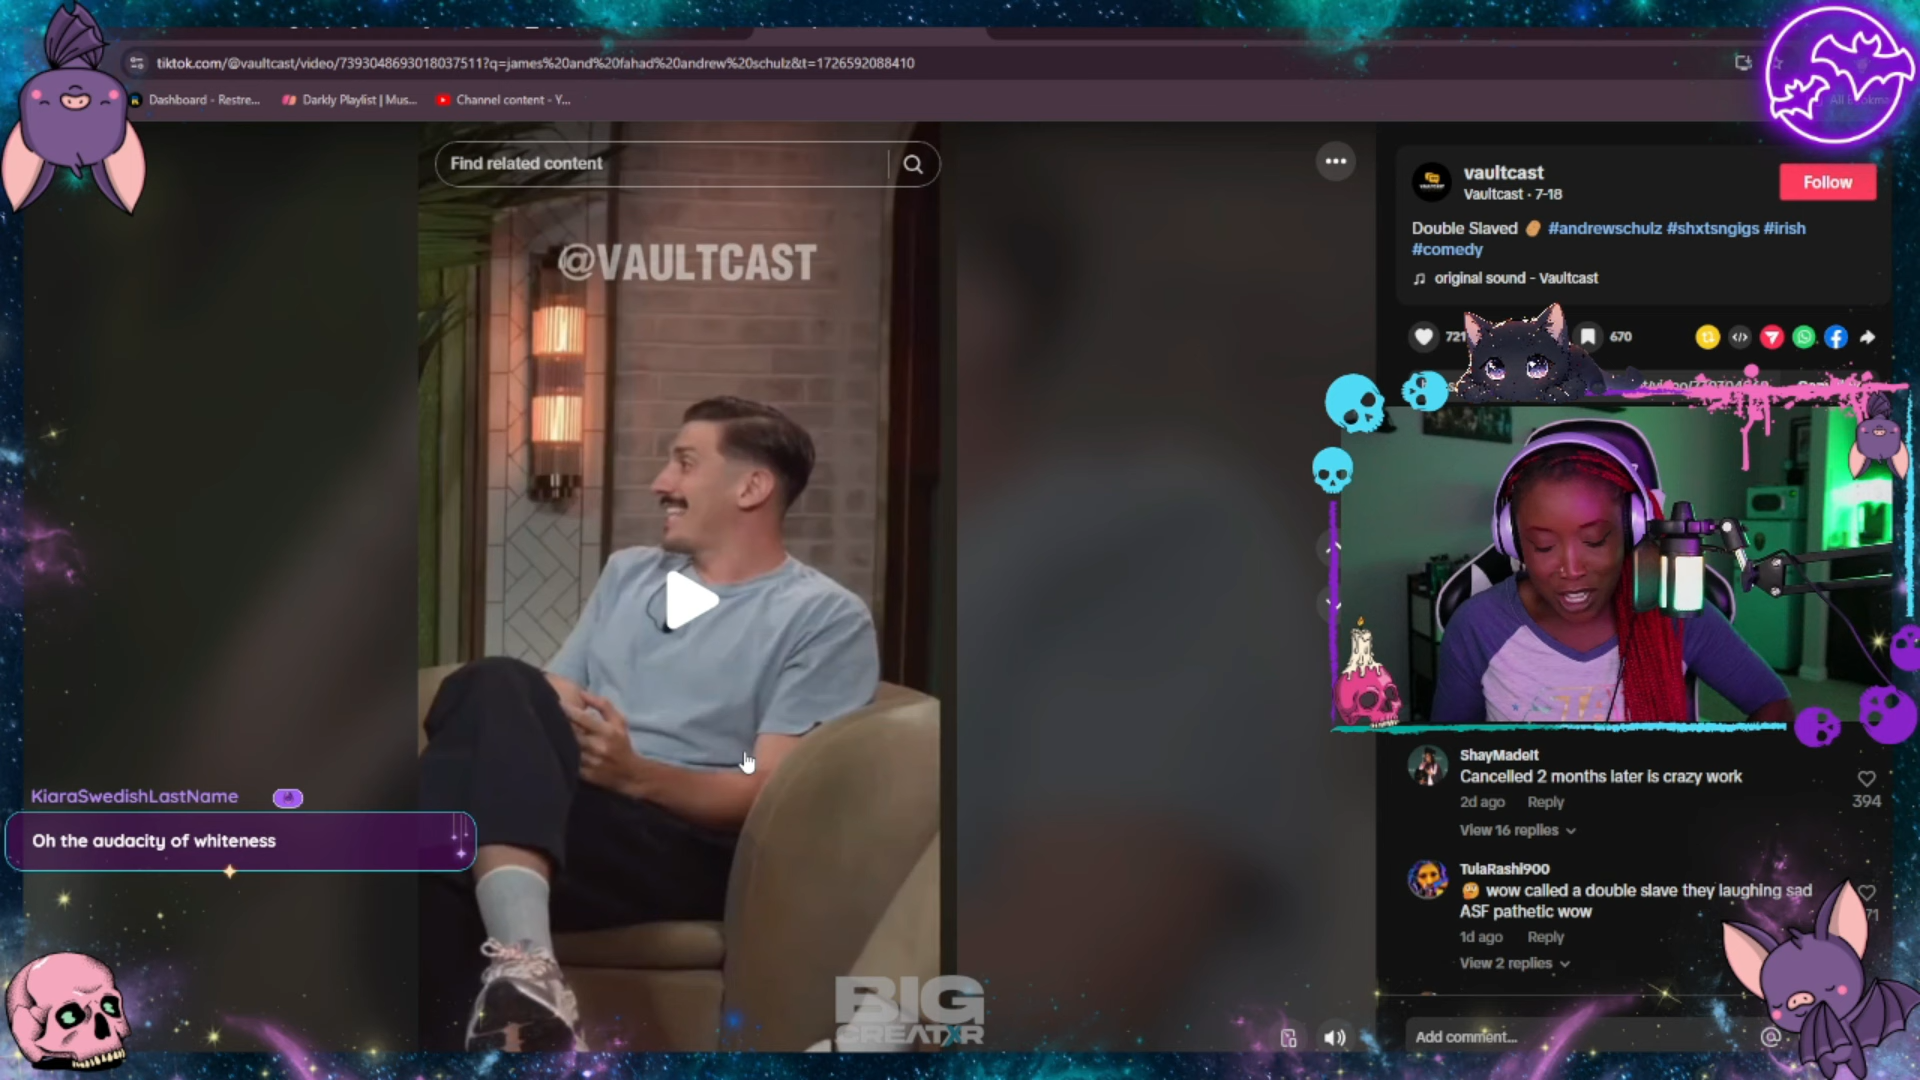 tiktok.com/@vaultcast/video/7393048693018037511?q=james%20and%20fahad%20andrew%20schulz&t=1726592088410
Dashboard - Restre...
Darkly Playlist | Mus...
Channel content - Y...
Find related content
@VAULTCAST
vaultcast
Vaultcast · 7-18
Follow
Double Slaved #andrewschulz #shxtsngigs #irish
#comedy
original sound - Vaultcast
721
670
KiaraSwedishLastName
Oh the audacity of whiteness
ShayMadeIt
Cancelled 2 months later is crazy work
2d ago Reply
394
View 16 replies
TulaRashi900
wow called a double slave they laughing sad
ASF pathetic wow
1d ago Reply
View 2 replies
BIG
CREATXR
Add comment...